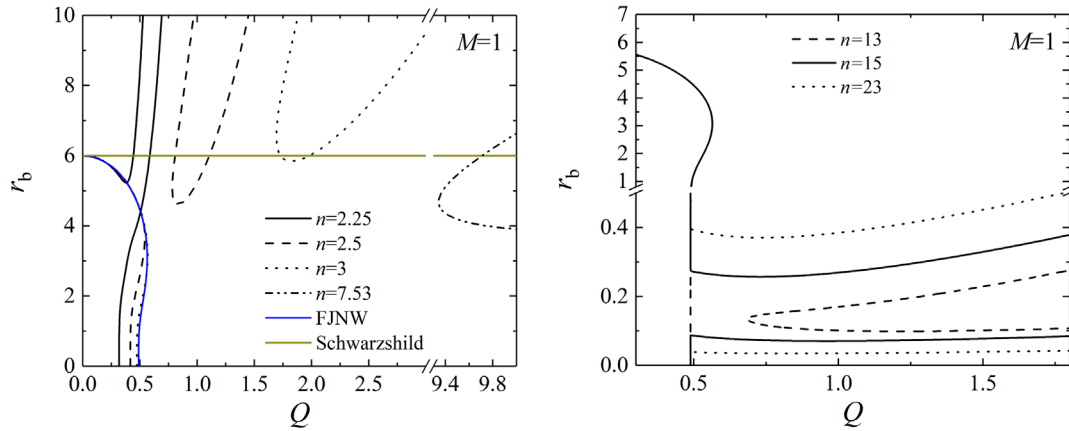 10
8
6
4
2
0
r_b
M=1
n=2.25
n=2.5
n=3
n=7.53
FJNW
Schwarzshild
0.0 0.5 1.0 1.5 2.0 2.5 9.4 9.8
Q
7
6
5
4
3
2
1
0.4
0.2
0.0
r_b
n=13
n=15
n=23
M=1
0.5 1.0 1.5
Q